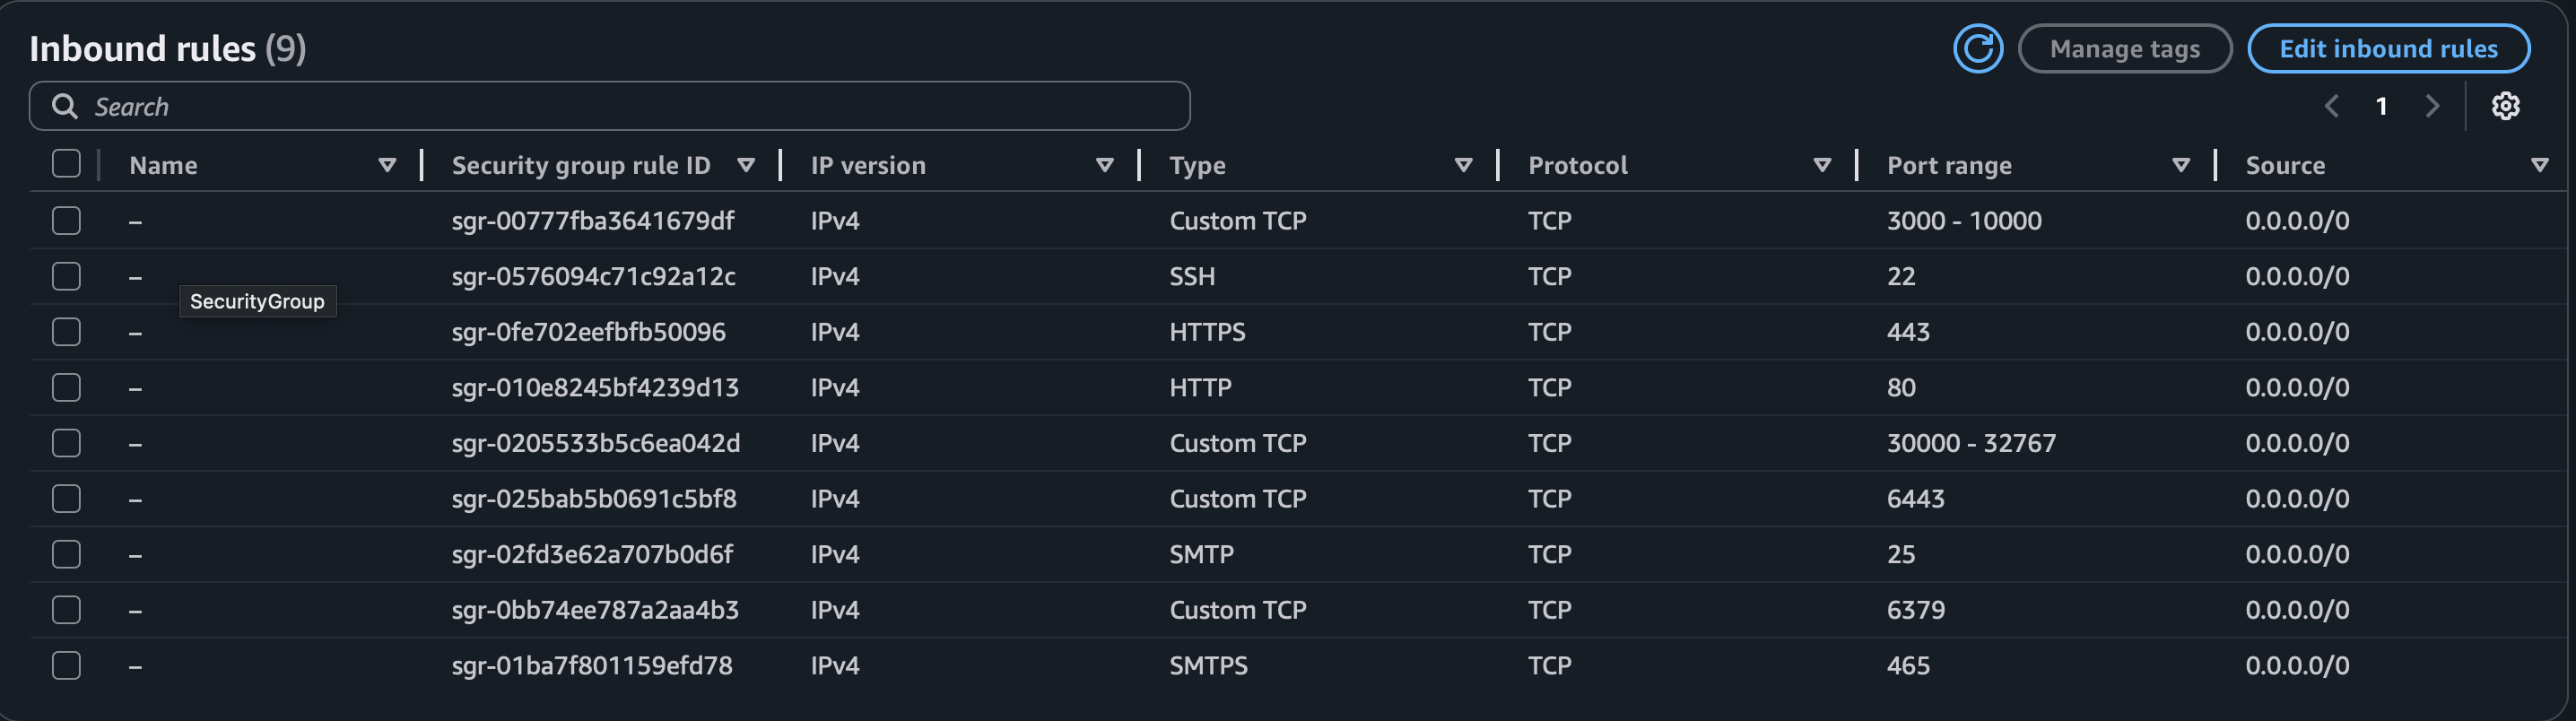 Inbound rules (9)
Manage tags
Edit inbound rules
Search
1
Name Security group rule ID IP version Type Protocol Port range Source
– sgr-00777fba3641679df IPv4 Custom TCP TCP 3000 - 10000 0.0.0.0/0
– sgr-0576094c71c92a12c IPv4 SSH TCP 22 0.0.0.0/0
SecurityGroup
– sgr-0fe702eefbfb50096 IPv4 HTTPS TCP 443 0.0.0.0/0
– sgr-010e8245bf4239d13 IPv4 HTTP TCP 80 0.0.0.0/0
– sgr-0205533b5c6ea042d IPv4 Custom TCP TCP 30000 - 32767 0.0.0.0/0
– sgr-025bab5b0691c5bf8 IPv4 Custom TCP TCP 6443 0.0.0.0/0
– sgr-02fd3e62a707b0d6f IPv4 SMTP TCP 25 0.0.0.0/0
– sgr-0bb74ee787a2aa4b3 IPv4 Custom TCP TCP 6379 0.0.0.0/0
– sgr-01ba7f801159efd78 IPv4 SMTPS TCP 465 0.0.0.0/0